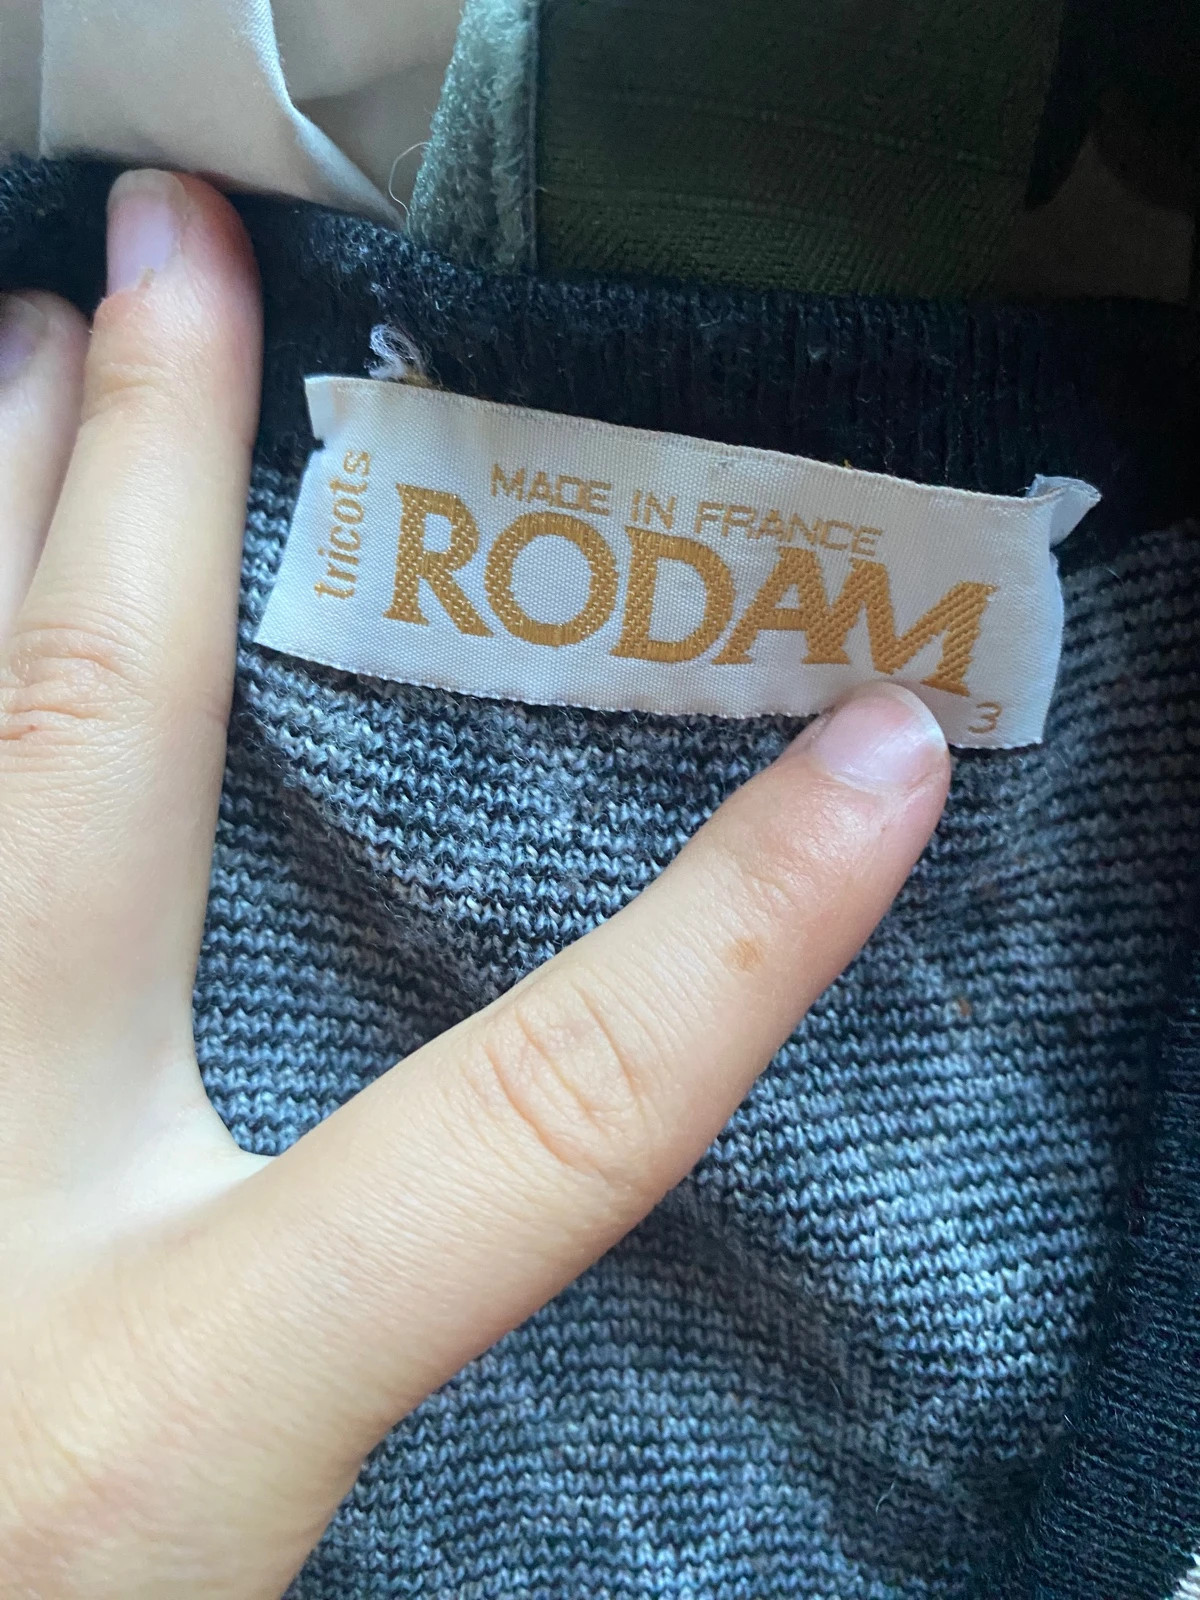 tricots
MADE IN FRANCE
RODAM
3